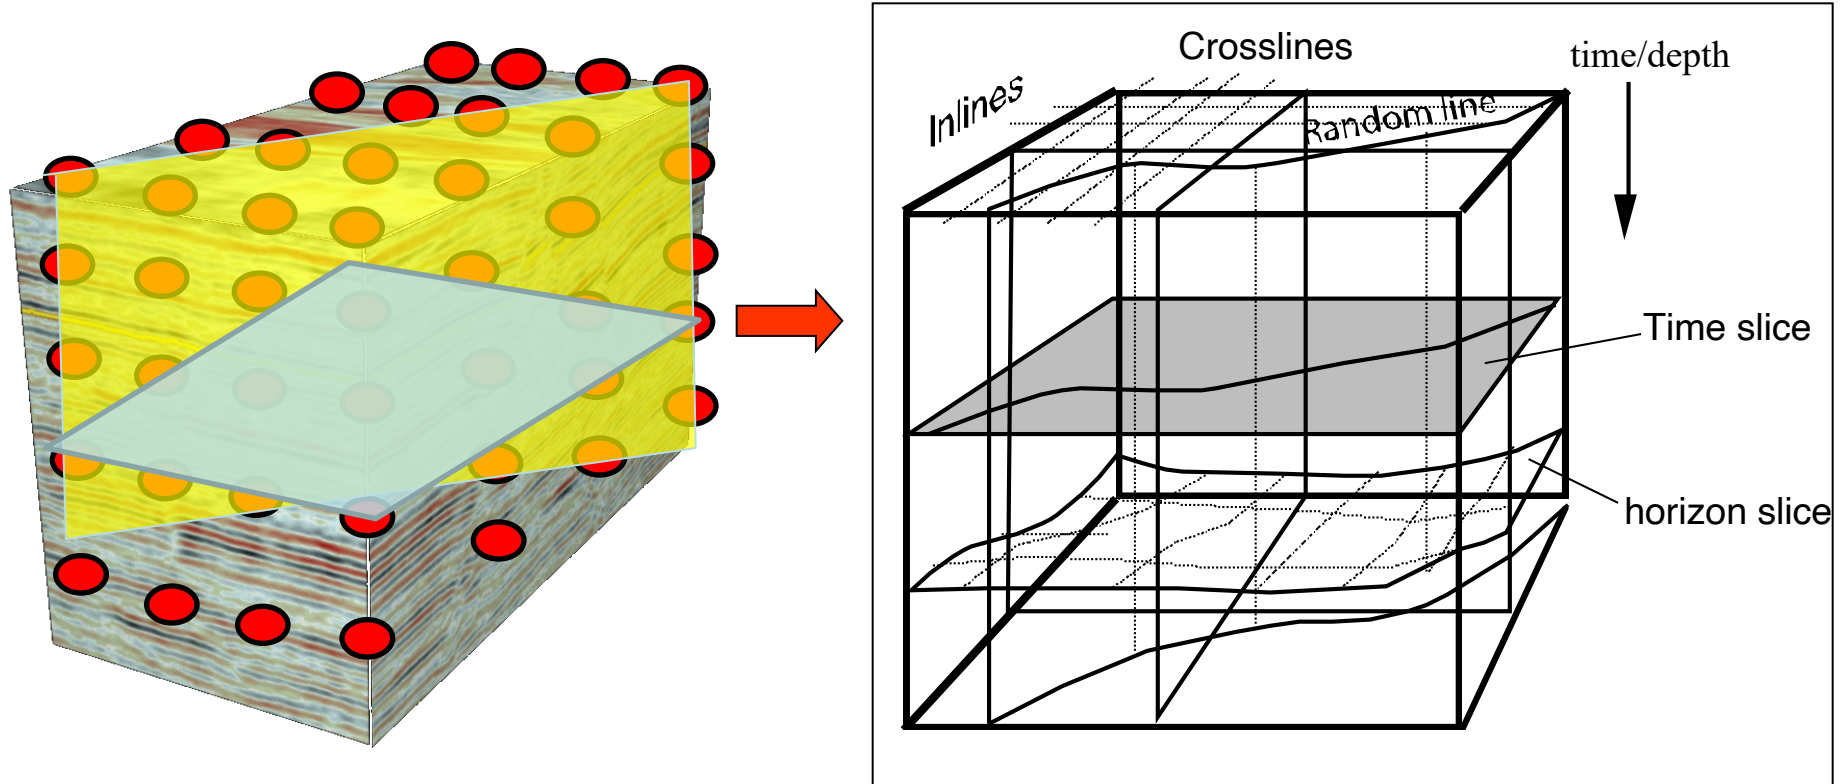 Crosslines
time/depth
Inlines
Random line
Time slice
horizon slice